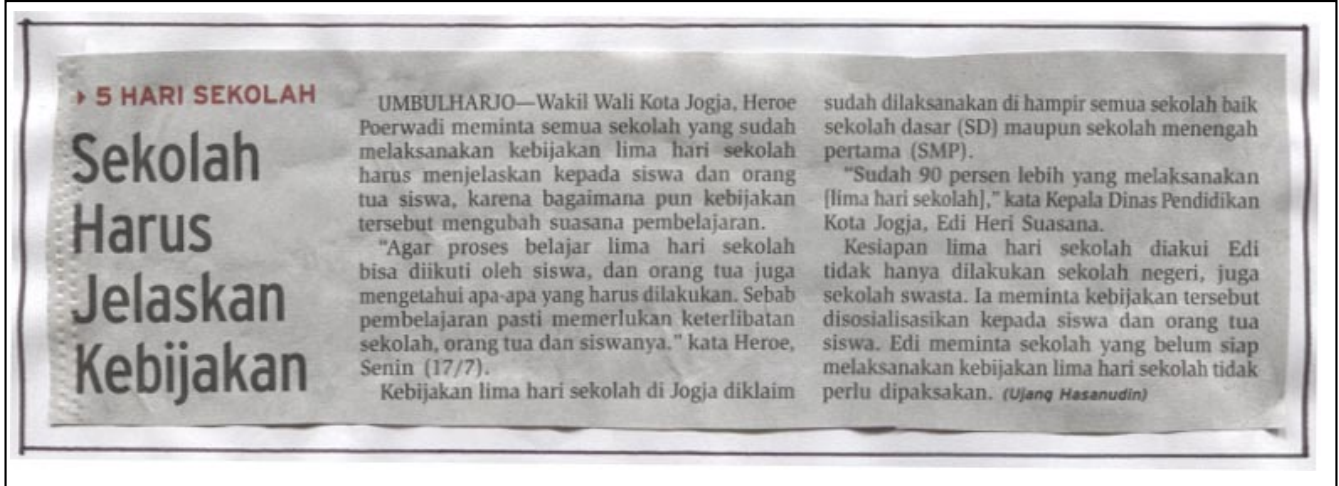 5 HARI SEKOLAH
Sekolah
Harus
Jelaskan
Kebijakan
UMBULHARJO—Wakil Wali Kota Jogja, Heroe
Poerwadi meminta semua sekolah yang sudah
melaksanakan kebijakan lima hari sekolah
harus menjelaskan kepada siswa dan orang
tua siswa, karena bagaimana pun kebijakan
tersebut mengubah suasana pembelajaran.
"Agar proses belajar lima hari sekolah
bisa diikuti oleh siswa, dan orang tua juga
mengetahui apa-apa yang harus dilakukan. Sebab
pembelajaran pasti memerlukan keterlibatan
sekolah, orang tua dan siswanya." kata Heroe,
Senin (17/7).
Kebijakan lima hari sekolah di Jogja diklaim
sudah dilaksanakan di hampir semua sekolah baik
sekolah dasar (SD) maupun sekolah menengah
pertama (SMP).
"Sudah 90 persen lebih yang melaksanakan
[lima hari sekolah]," kata Kepala Dinas Pendidikan
Kota Jogja, Edi Heri Suasana.
Kesiapan lima hari sekolah diakui Edi
tidak hanya dilakukan sekolah negeri, juga
sekolah swasta. Ia meminta kebijakan tersebut
disosialisasikan kepada siswa dan orang tua
siswa. Edi meminta sekolah yang belum siap
melaksanakan kebijakan lima hari sekolah tidak
perlu dipaksakan. (Ujang Hasanudin)